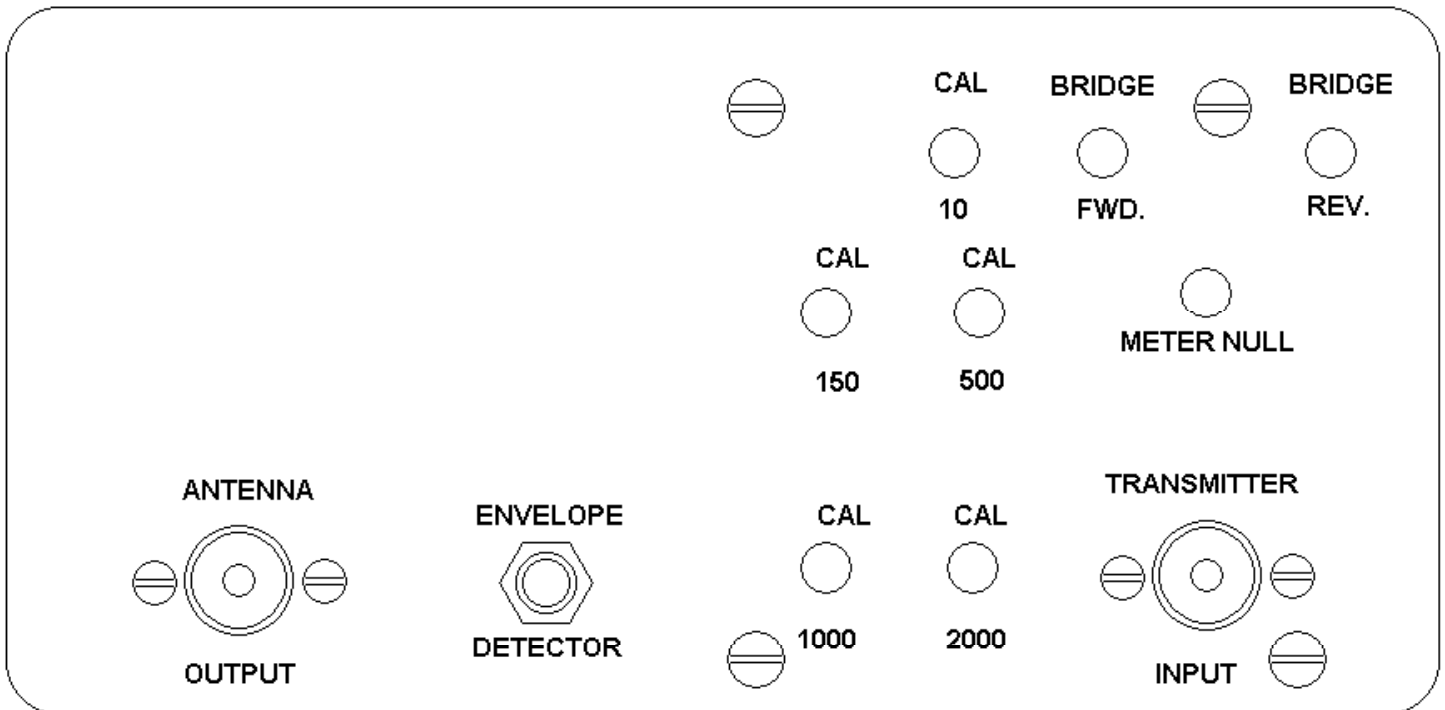 CAL
10
BRIDGE
FWD.
BRIDGE
REV.
CAL
150
CAL
500
METER NULL
ANTENNA
OUTPUT
ENVELOPE
DETECTOR
CAL
1000
CAL
2000
TRANSMITTER
INPUT